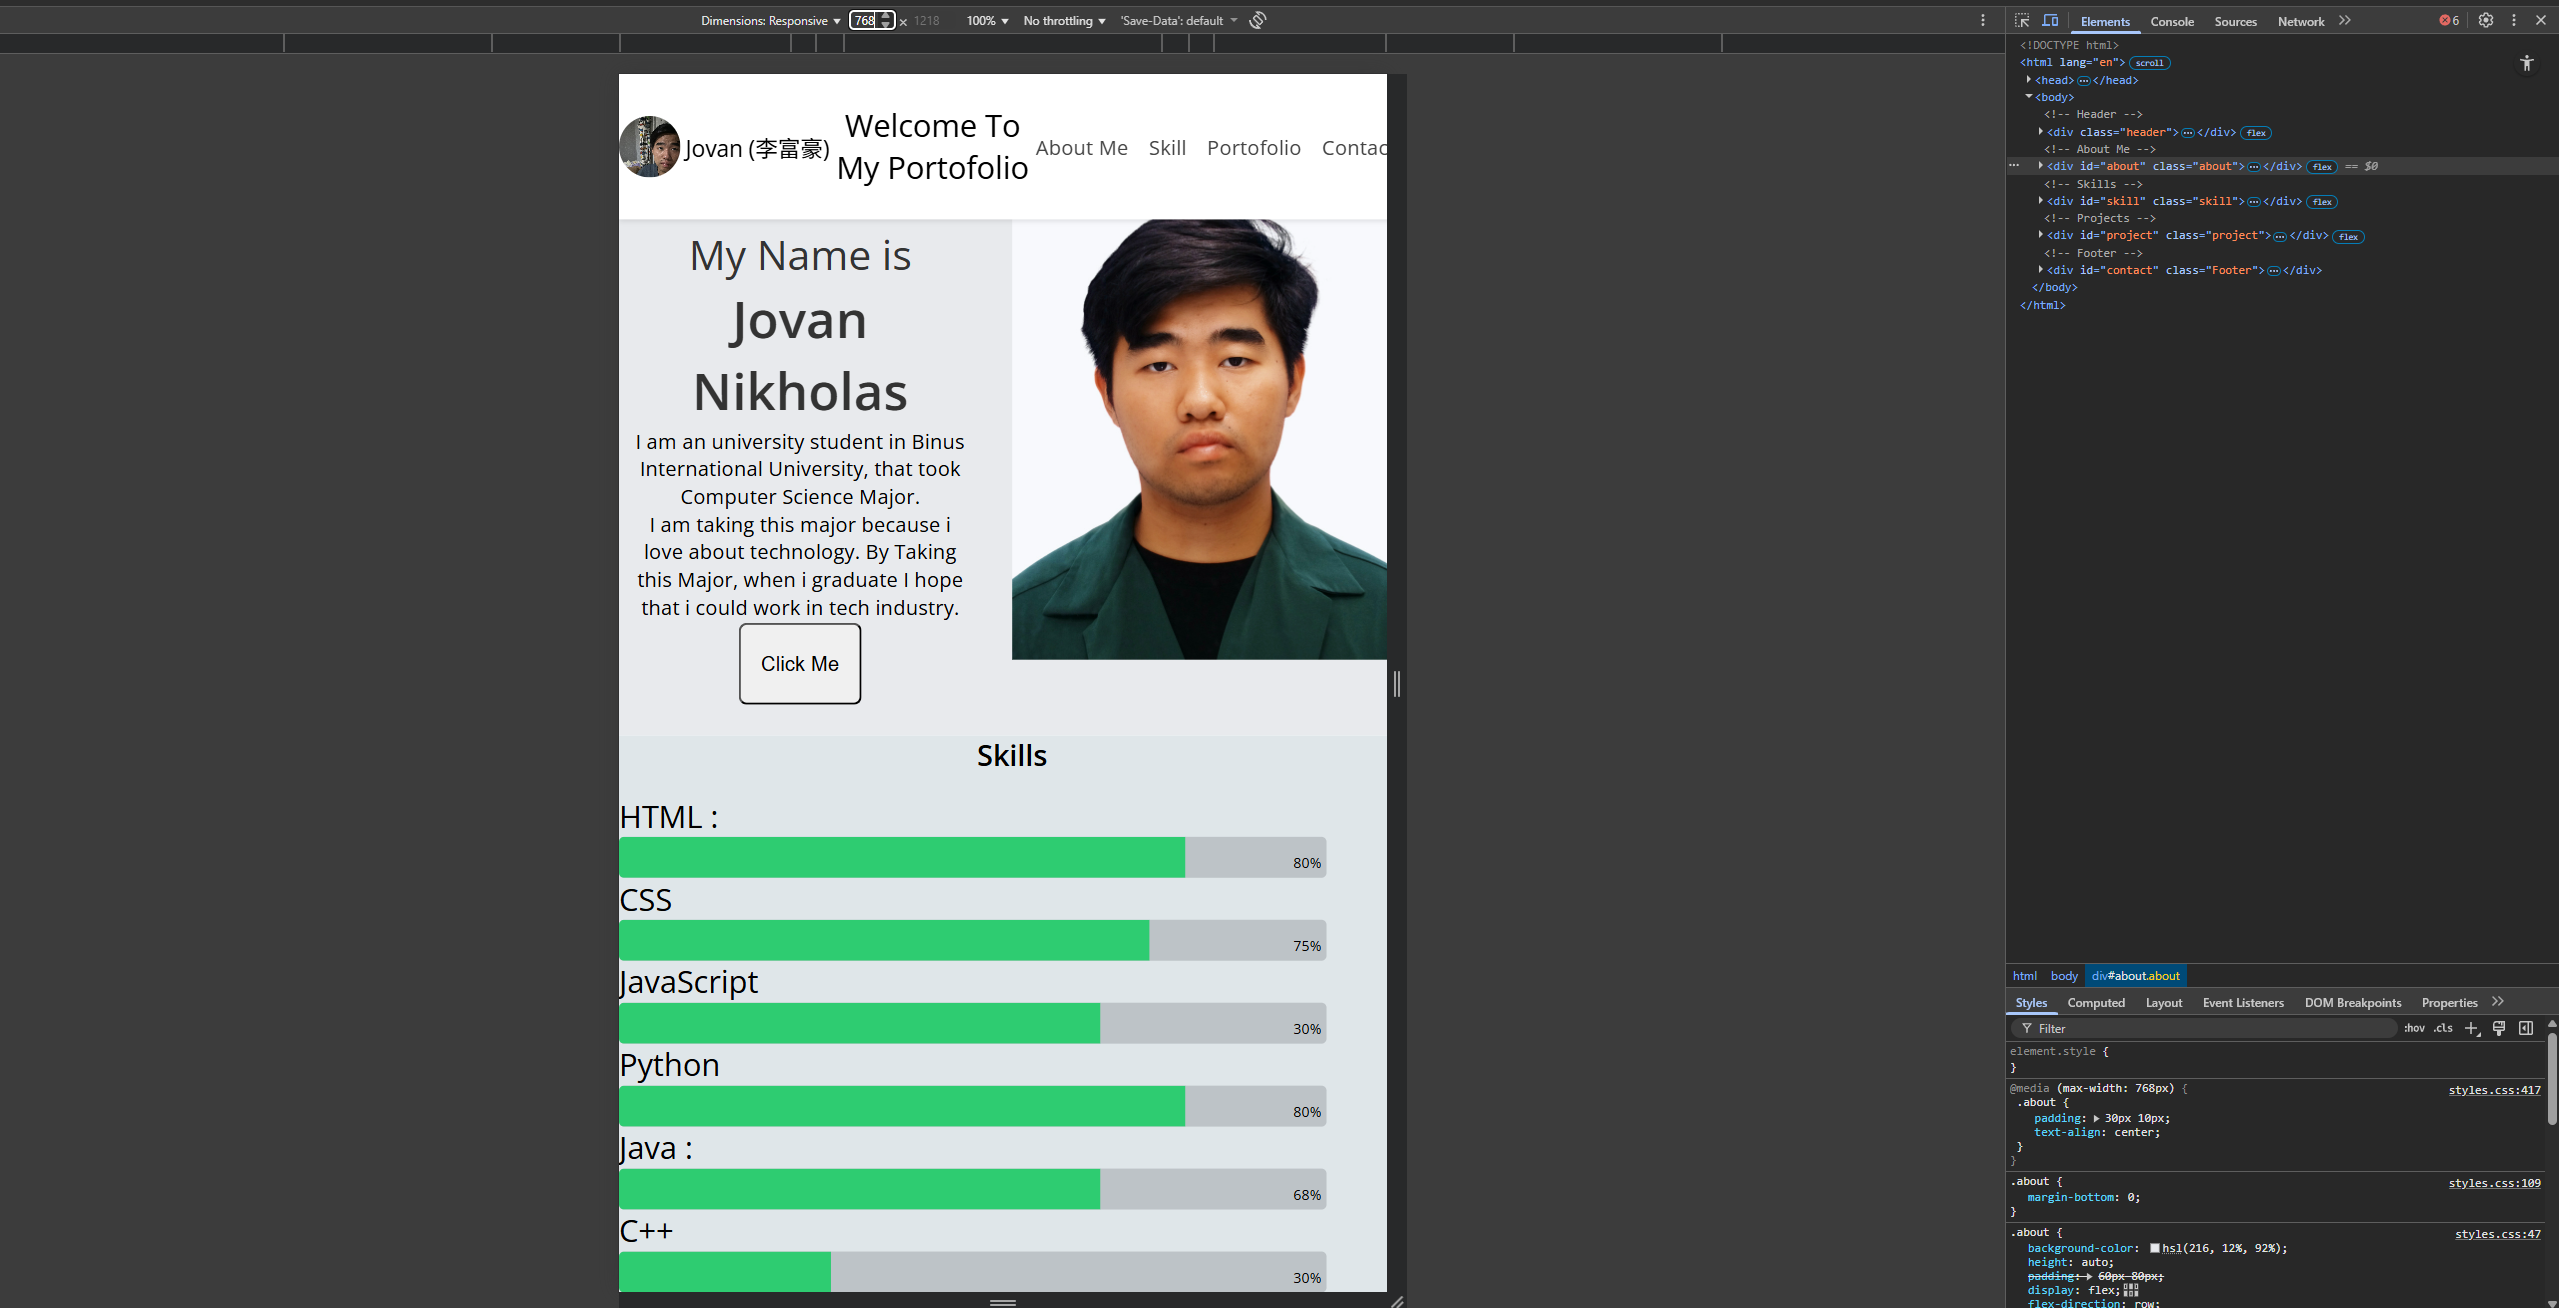 Dimensions: Responsive 768 × 1218 100% No throttling 'Save-Data': default
Elements Console Sources Network 6
<!DOCTYPE html>
<html lang="en"> scroll
<head> ... </head>
<body>
<!-- Header -->
<div class="header"> ... </div> flex
<!-- About Me -->
... <div id="about" class="about"> ... </div> flex == $0
<!-- Skills -->
<div id="skill" class="skill"> ... </div> flex
<!-- Projects -->
<div id="project" class="project"> ... </div> flex
<!-- Footer -->
<div id="contact" class="Footer"> ... </div>
</body>
</html>
Jovan (李富豪)
Welcome To
My Portofolio
About Me Skill Portofolio Contac
My Name is
Jovan
Nikholas
I am an university student in Binus
International University, that took
Computer Science Major.
I am taking this major because i
love about technology. By Taking
this Major, when i graduate I hope
that i could work in tech industry.
Click Me
Skills
HTML :
80%
CSS
75%
JavaScript
30%
Python
80%
Java :
68%
C++
30%
html body div#about.about
Styles Computed Layout Event Listeners DOM Breakpoints Properties
Filter :hov .cls
element.style {
}
@media (max-width: 768px) { styles.css:417
.about {
padding: 30px 10px;
text-align: center;
}
}
.about { styles.css:109
margin-bottom: 0;
}
.about { styles.css:47
background-color: hsl(216, 12%, 92%);
height: auto;
padding: 60px 80px;
display: flex;
flex-direction: row;